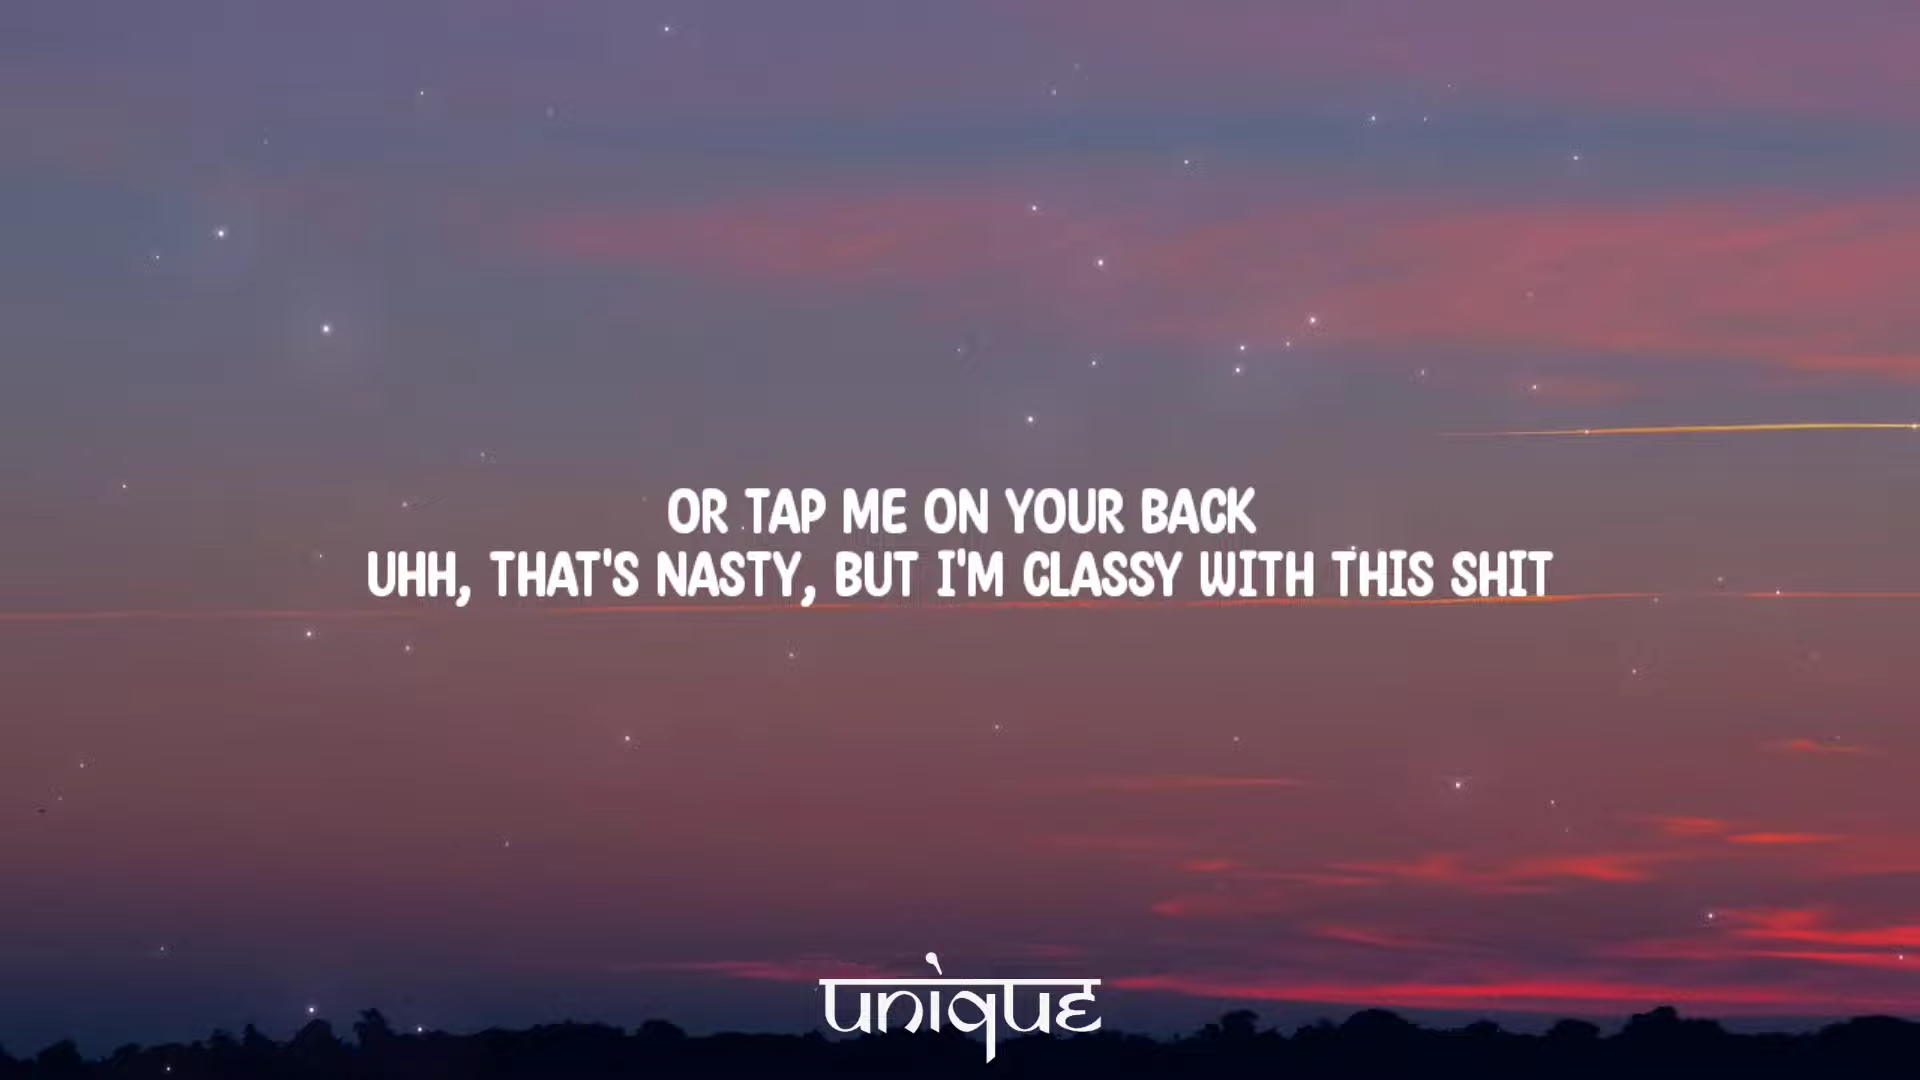 OR TAP ME ON YOUR BACK
UHH, THAT'S NASTY, BUT I'M CLASSY WITH THIS SHIT
unique